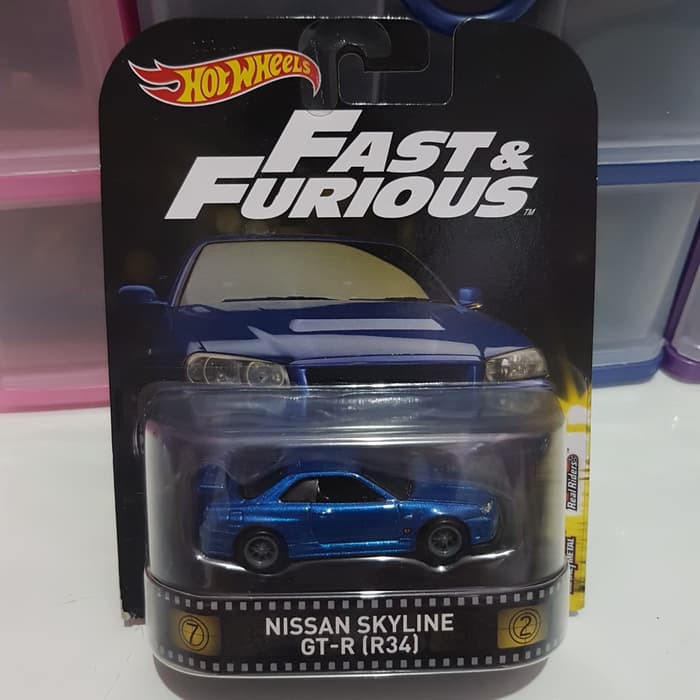 HOT WHEELS
FAST &
FURIOUS
TM
Real Riders
METAL
7
NISSAN SKYLINE
GT-R (R34)
2